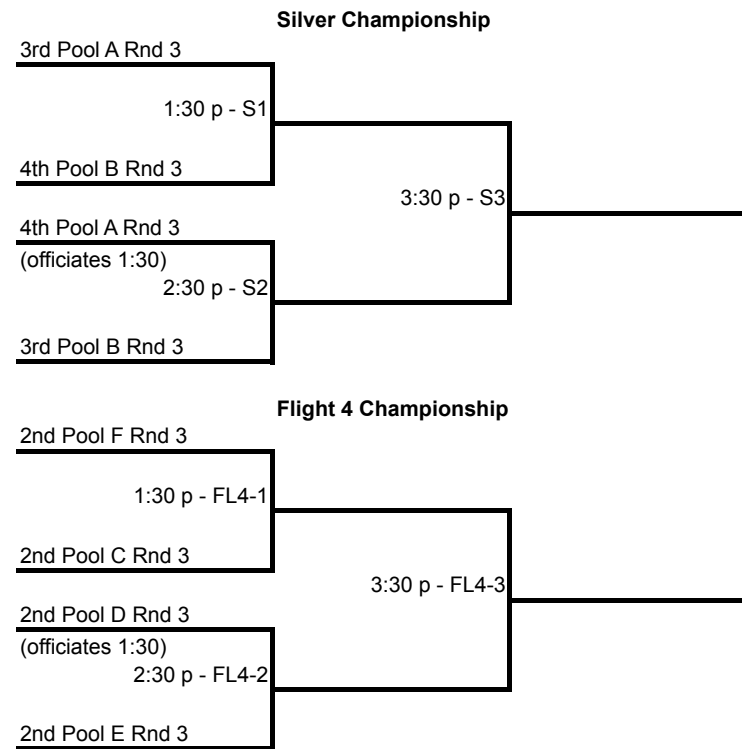 Silver Championship
3rd Pool A Rnd 3
1:30 p - S1
4th Pool B Rnd 3
3:30 p - S3
4th Pool A Rnd 3
(officiates 1:30)
2:30 p - S2
3rd Pool B Rnd 3
Flight 4 Championship
2nd Pool F Rnd 3
1:30 p - FL4-1
2nd Pool C Rnd 3
3:30 p - FL4-3
2nd Pool D Rnd 3
(officiates 1:30)
2:30 p - FL4-2
2nd Pool E Rnd 3